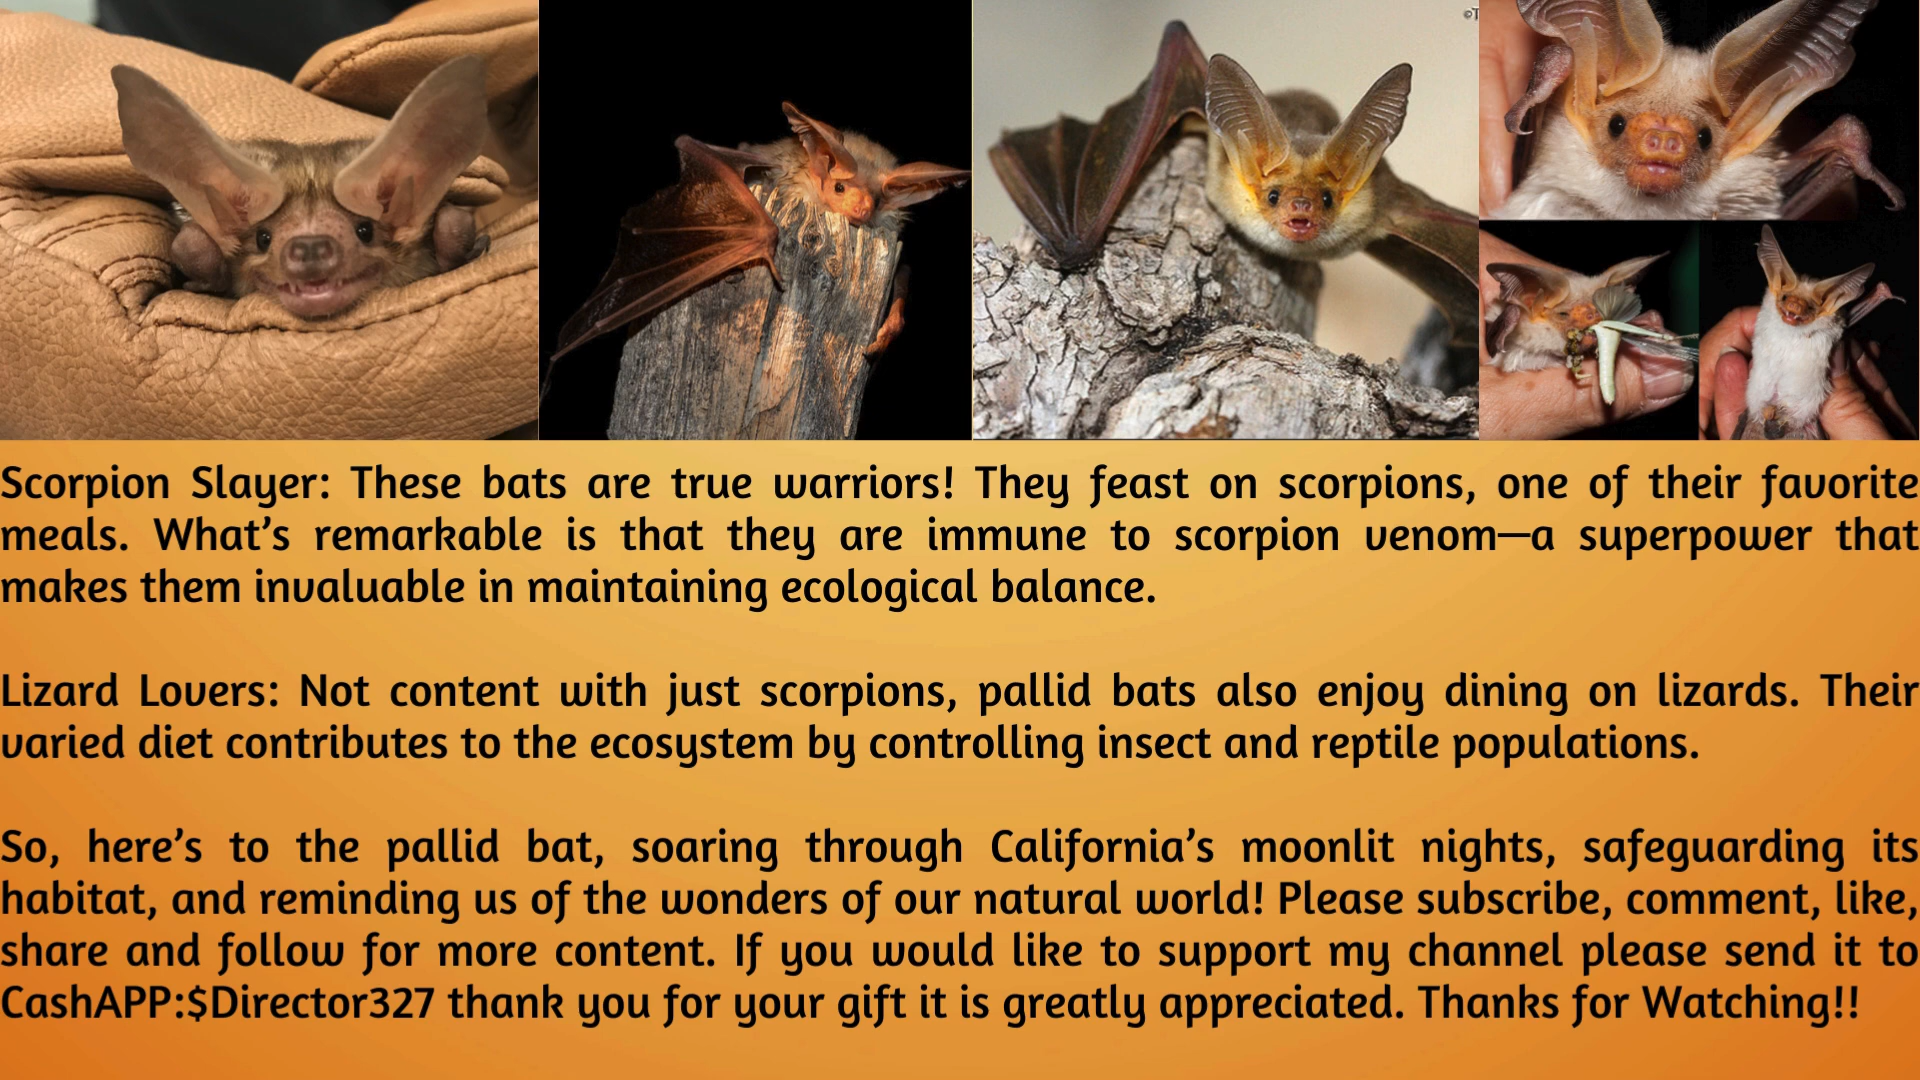 ©T
Scorpion Slayer: These bats are true warriors! They feast on scorpions, one of their favorite
meals. What’s remarkable is that they are immune to scorpion venom—a superpower that
makes them invaluable in maintaining ecological balance.
Lizard Lovers: Not content with just scorpions, pallid bats also enjoy dining on lizards. Their
varied diet contributes to the ecosystem by controlling insect and reptile populations.
So, here’s to the pallid bat, soaring through California’s moonlit nights, safeguarding its
habitat, and reminding us of the wonders of our natural world! Please subscribe, comment, like,
share and follow for more content. If you would like to support my channel please send it to
CashAPP:$Director327 thank you for your gift it is greatly appreciated. Thanks for Watching!!